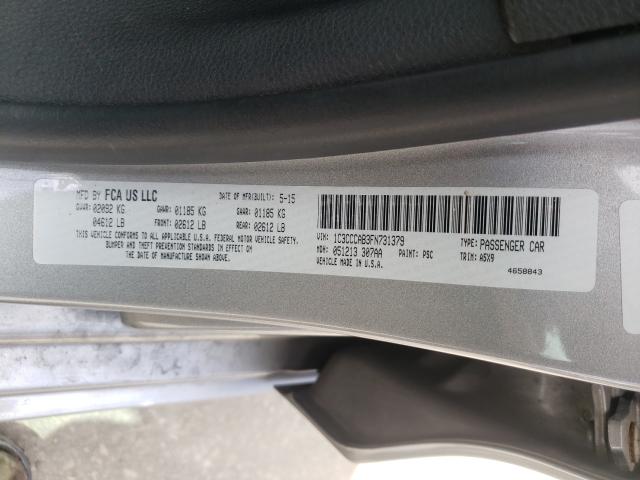 MFD BY FCA US LLC DATE OF MFR(BUILT): 5-15
GVWR: 02092 KG GAWR: 01185 KG GAWR: 01185 KG
04612 LB FRONT: 02612 LB REAR: 02612 LB
THIS VEHICLE CONFORMS TO ALL APPLICABLE U.S.A. FEDERAL MOTOR VEHICLE SAFETY,
BUMPER AND THEFT PREVENTION STANDARDS IN EFFECT ON
THE DATE OF MANUFACTURE SHOWN ABOVE.
VIN: 1C3CCCAB3FN731379 TYPE: PASSENGER CAR
MDH: 051213 307AA PAINT: PSC TRIM: A5X9
VEHICLE MADE IN U.S.A. 4658843